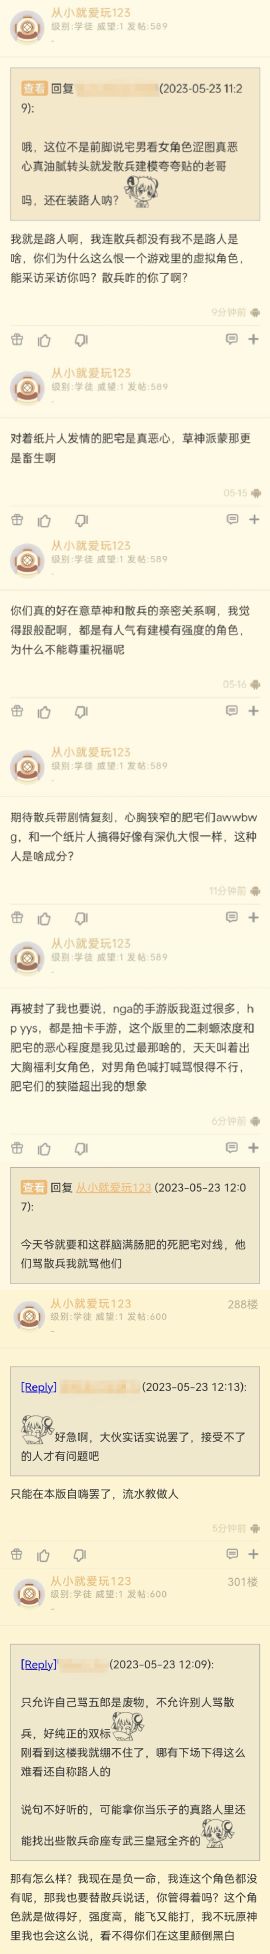 从小就爱玩123
级别:学徒 威望:1 发帖:589
查看 回复 (2023-05-23 11:2
9):
哦，这位不是前脚说宅男看女角色涩图真恶
心真油腻转头就发散兵建模夸夸贴的老哥
吗，还在装路人呐？
我就是路人啊，我连散兵都没有我不是路人是
啥，你们为什么这么恨一个游戏里的虚拟角色，
能采访采访你吗？散兵咋的你了啊？
9分钟前
从小就爱玩123
级别:学徒 威望:1 发帖:589
对着纸片人发情的肥宅是真恶心，草神派蒙那更
是畜生啊
05-15
从小就爱玩123
级别:学徒 威望:1 发帖:589
你们真的好在意草神和散兵的亲密关系啊，我觉
得跟般配啊，都是有人气有建模有强度的角色，
为什么不能尊重祝福呢
05-16
从小就爱玩123
级别:学徒 威望:1 发帖:589
期待散兵带剧情复刻，心胸狭窄的肥宅们awwbw
g，和一个纸片人搞得好像有深仇大恨一样，这种
人是啥成分？
11分钟前
从小就爱玩123
级别:学徒 威望:1 发帖:589
再被封了我也要说，nga的手游版我逛过很多，h
p yys，都是抽卡手游，这个版里的二刺螈浓度和
肥宅的恶心程度是我见过最那啥的，天天叫着出
大胸福利女角色，对男角色喊打喊骂恨得不行，
肥宅们的狭隘超出我的想象
6分钟前
查看 回复 从小就爱玩123 (2023-05-23 12:0
7):
今天爷就要和这群脑满肠肥的死肥宅对线，他
们骂散兵我就骂他们
从小就爱玩123 288楼
级别:学徒 威望:1 发帖:600
[Reply] (2023-05-23 12:13):
好急啊，大伙实话实说罢了，接受不了
的人才有问题吧
只能在本版自嗨罢了，流水教做人
5分钟前
从小就爱玩123 301楼
级别:学徒 威望:1 发帖:600
[Reply] (2023-05-23 12:09):
只允许自己骂五郎是废物，不允许别人骂散
兵，好纯正的双标
刚看到这楼我就绷不住了，哪有下场下得这么
难看还自称路人的
说句不好听的，可能拿你当乐子的真路人里还
能找出些散兵命座专武三皇冠全齐的
那有怎么样？我现在是负一命，我连这个角色都没
有呢，那我也要替散兵说话，你管得着吗？这个角
色就是做得好，强度高，能飞又能打，我不玩原神
里我也会这么说，看不得你们在这里颠倒黑白